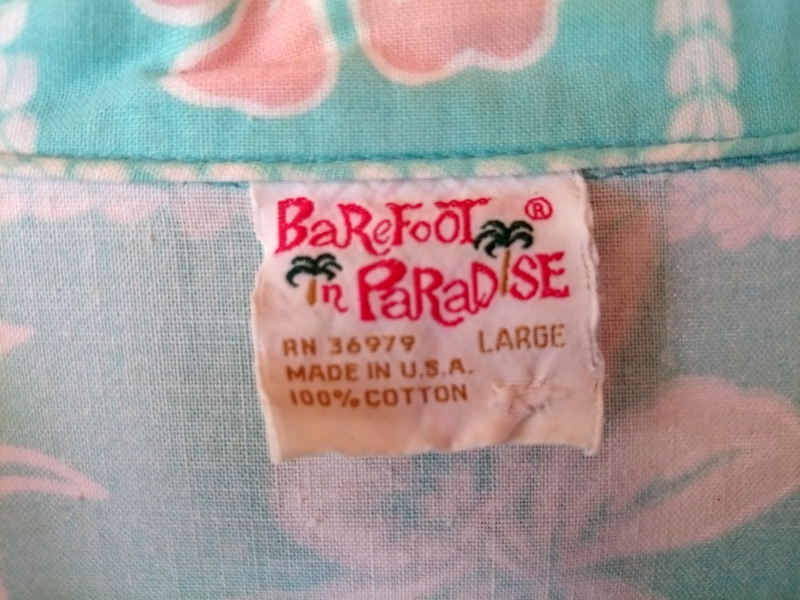 BaReFooT ®
in PaRaDISE
RN 36979 LARGE
MADE IN U.S.A.
100% COTTON